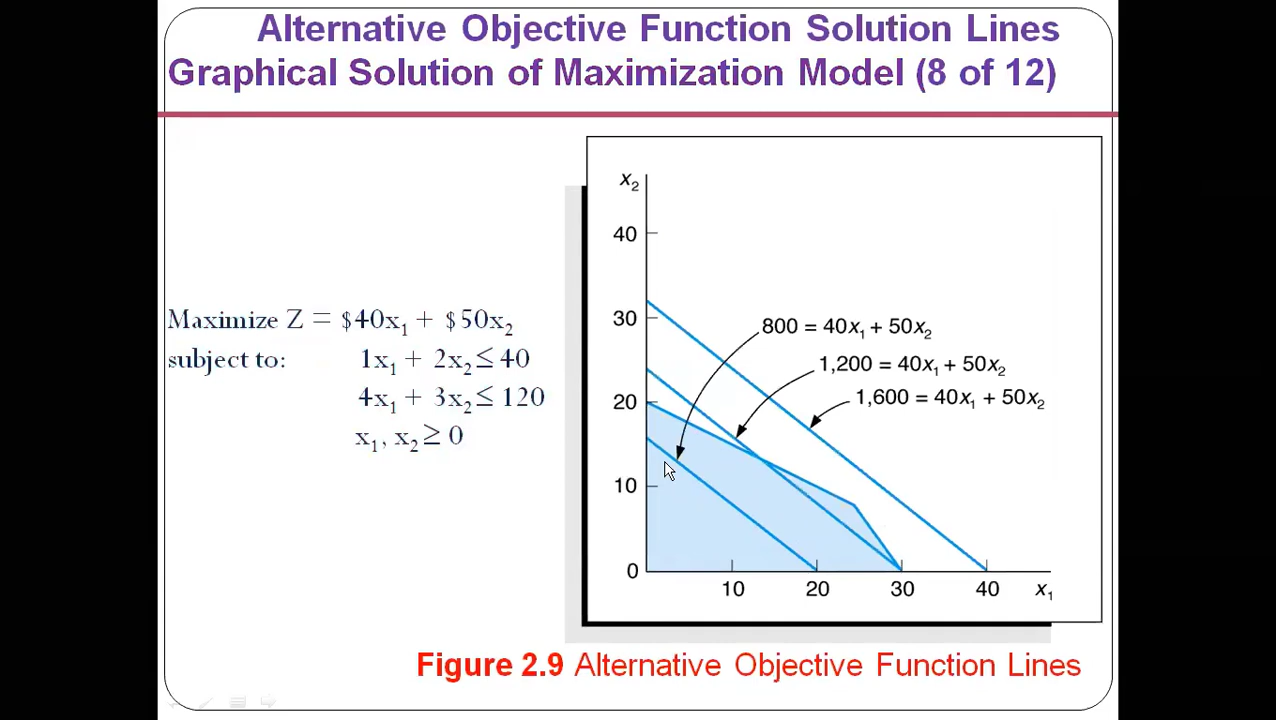 Alternative Objective Function Solution Lines
Graphical Solution of Maximization Model (8 of 12)
Maximize Z = $40x₁ + $50x₂
subject to: 1x₁ + 2x₂ ≤ 40
4x₁ + 3x₂ ≤ 120
x₁, x₂ ≥ 0
x₂
40
30
20
10
0
10 20 30 40 x₁
800 = 40x₁ + 50x₂
1,200 = 40x₁ + 50x₂
1,600 = 40x₁ + 50x₂
Figure 2.9 Alternative Objective Function Lines